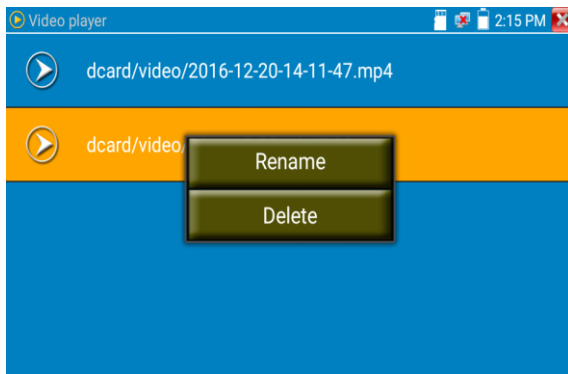 Video player 2:15 PM
dcard/video/2016-12-20-14-11-47.mp4
dcard/video/
Rename
Delete